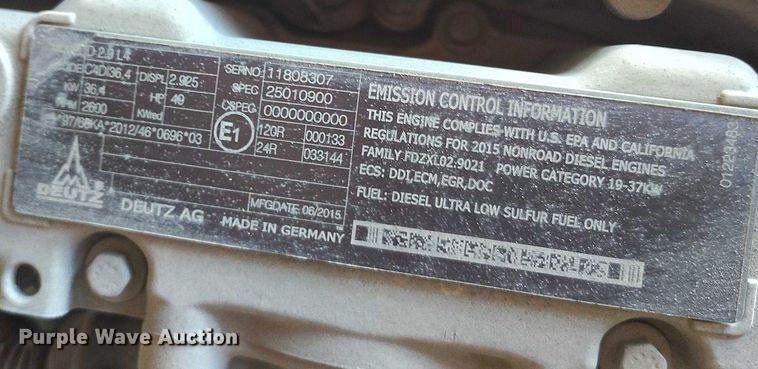 D 2.9 L4
CODE C4DI36,4 DISPL 2.925
KW 36,4 HP 49
RPM 2600 KWred
97/68KA*2012/46*0696*03
DEUTZ
DEUTZ AG
SERNO 11808307
SPEC 25010900
CSPEC 0000000000
E1
120R 000133
24R 033144
MFGDATE 06/2015
MADE IN GERMANY
EMISSION CONTROL INFORMATION
THIS ENGINE COMPLIES WITH U.S. EPA AND CALIFORNIA
REGULATIONS FOR 2015 NONROAD DIESEL ENGINES
FAMILY FDZXL02.9021 POWER CATEGORY 19-37KW
ECS: DDI,ECM,EGR,DOC
FUEL: DIESEL ULTRA LOW SULFUR FUEL ONLY
Purple Wave Auction